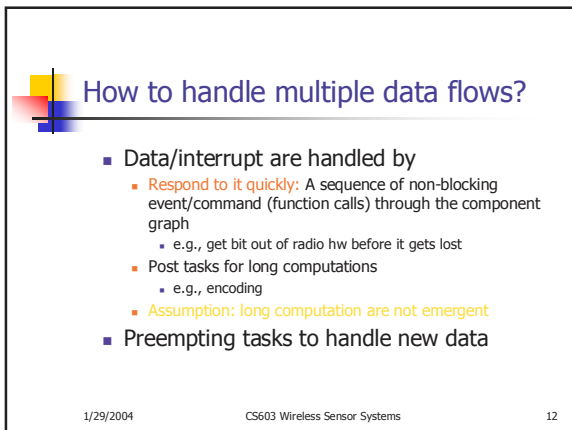 How to handle multiple data flows?
Data/interrupt are handled by
Respond to it quickly: A sequence of non-blocking
event/command (function calls) through the component
graph
e.g., get bit out of radio hw before it gets lost
Post tasks for long computations
e.g., encoding
Assumption: long computation are not emergent
Preempting tasks to handle new data
1/29/2004 CS603 Wireless Sensor Systems 12